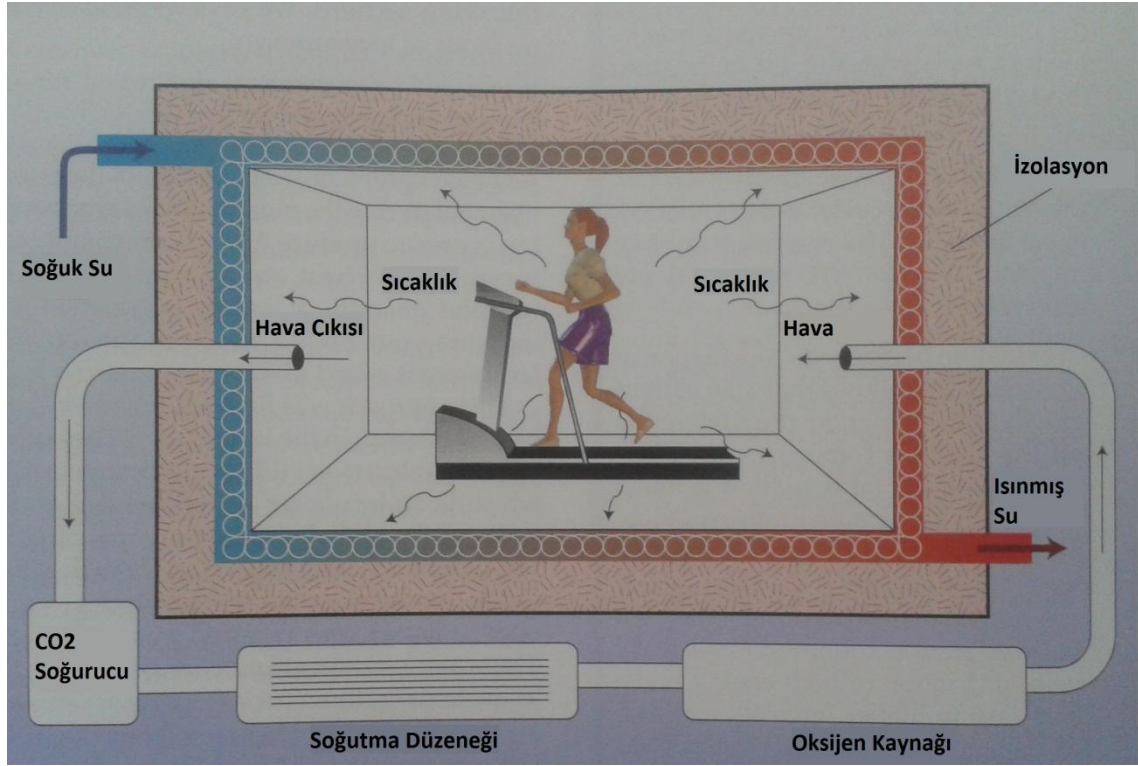 İzolasyon
Soğuk Su
Sıcaklık
Sıcaklık
Hava Çıkısı
Hava
Isınmış
Su
CO2
Soğurucu
Soğutma Düzeneği
Oksijen Kaynağı